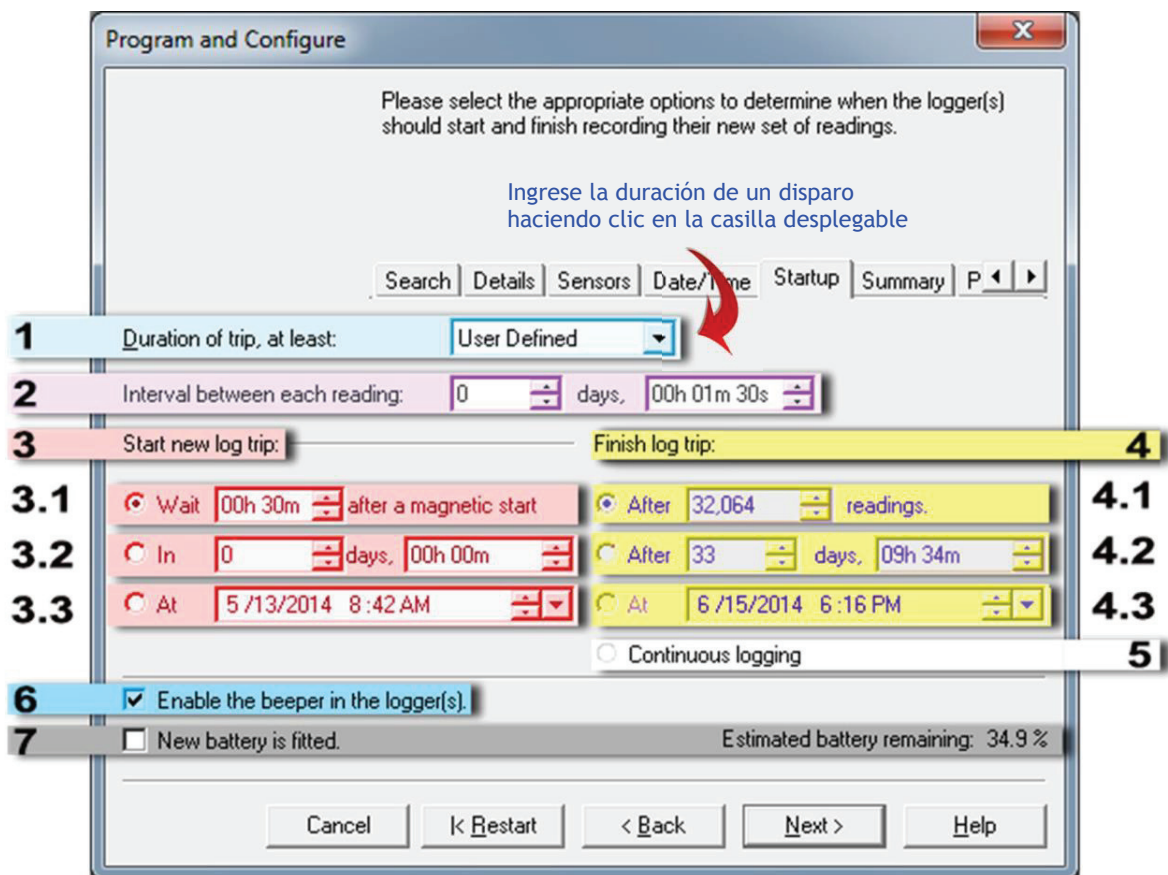 Program and Configure
Please select the appropriate options to determine when the logger(s)
should start and finish recording their new set of readings.
Ingrese la duración de un disparo
haciendo clic en la casilla desplegable
Search Details Sensors Date/Time Startup Summary P
1 Duration of trip, at least: User Defined
2 Interval between each reading: 0 days, 00h 01m 30s
3 Start new log trip: Finish log trip: 4
3.1 Wait 00h 30m after a magnetic start After 32,064 readings. 4.1
3.2 In 0 days, 00h 00m After 33 days, 09h 34m 4.2
3.3 At 5 /13/2014 8 :42 AM At 6 /15/2014 6 :16 PM 4.3
Continuous logging 5
6 Enable the beeper in the logger(s).
7 New battery is fitted. Estimated battery remaining: 34.9 %
Cancel |< Restart < Back Next > Help